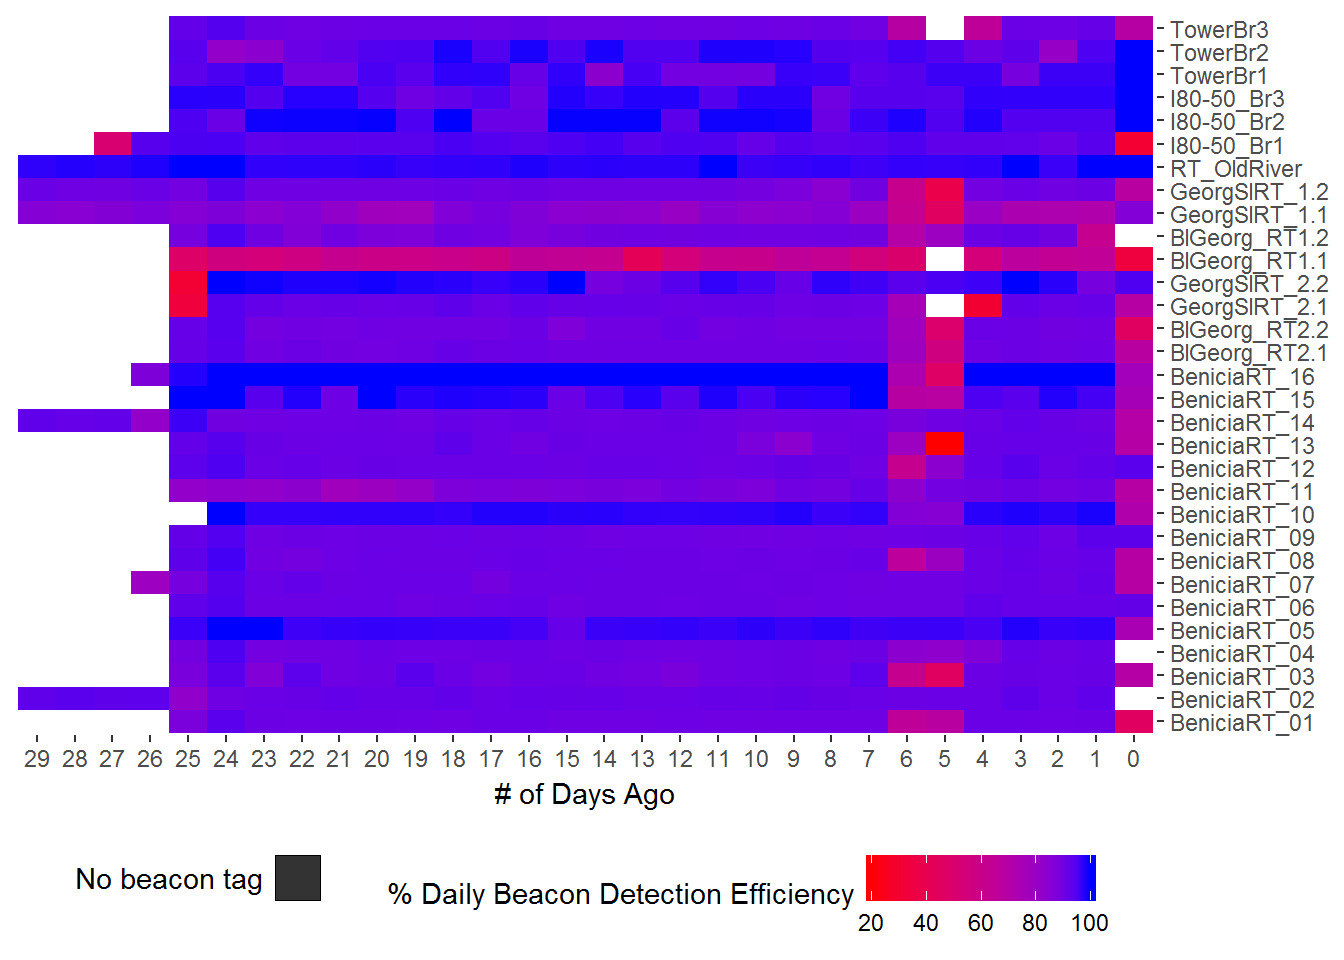 TowerBr3
TowerBr2
TowerBr1
I80-50_Br3
I80-50_Br2
I80-50_Br1
RT_OldRiver
GeorgSlRT_1.2
GeorgSlRT_1.1
BlGeorg_RT1.2
BlGeorg_RT1.1
GeorgSlRT_2.2
GeorgSlRT_2.1
BlGeorg_RT2.2
BlGeorg_RT2.1
BeniciaRT_16
BeniciaRT_15
BeniciaRT_14
BeniciaRT_13
BeniciaRT_12
BeniciaRT_11
BeniciaRT_10
BeniciaRT_09
BeniciaRT_08
BeniciaRT_07
BeniciaRT_06
BeniciaRT_05
BeniciaRT_04
BeniciaRT_03
BeniciaRT_02
BeniciaRT_01
29 28 27 26 25 24 23 22 21 20 19 18 17 16 15 14 13 12 11 10 9 8 7 6 5 4 3 2 1 0
# of Days Ago
No beacon tag
% Daily Beacon Detection Efficiency
20 40 60 80 100